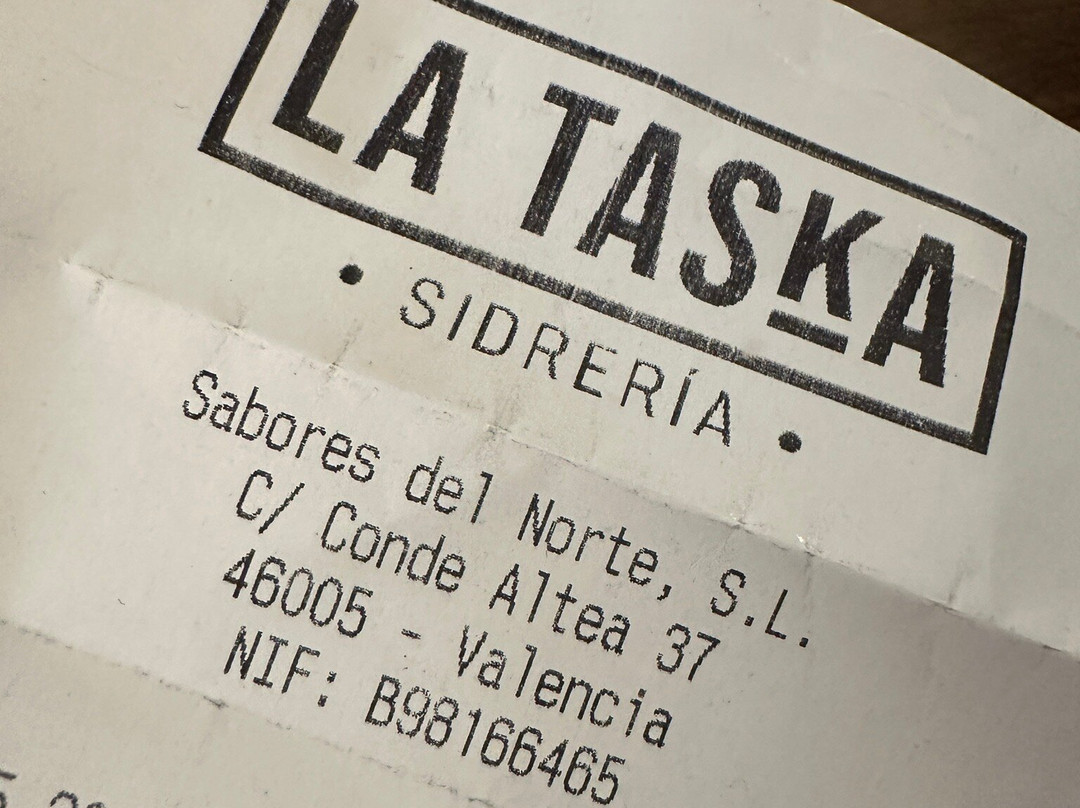 LA TASKA
• SIDRERÍA •
Sabores del Norte, S.L.
C/ Conde Altea 37
46005 - Valencia
NIF: B98166465